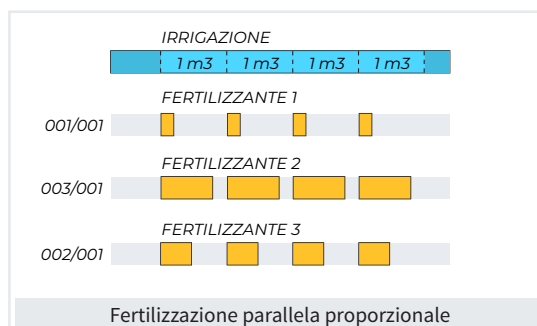 IRRIGAZIONE
1 m3 1 m3 1 m3 1 m3
FERTILIZZANTE 1
001/001
FERTILIZZANTE 2
003/001
FERTILIZZANTE 3
002/001
Fertilizzazione parallela proporzionale